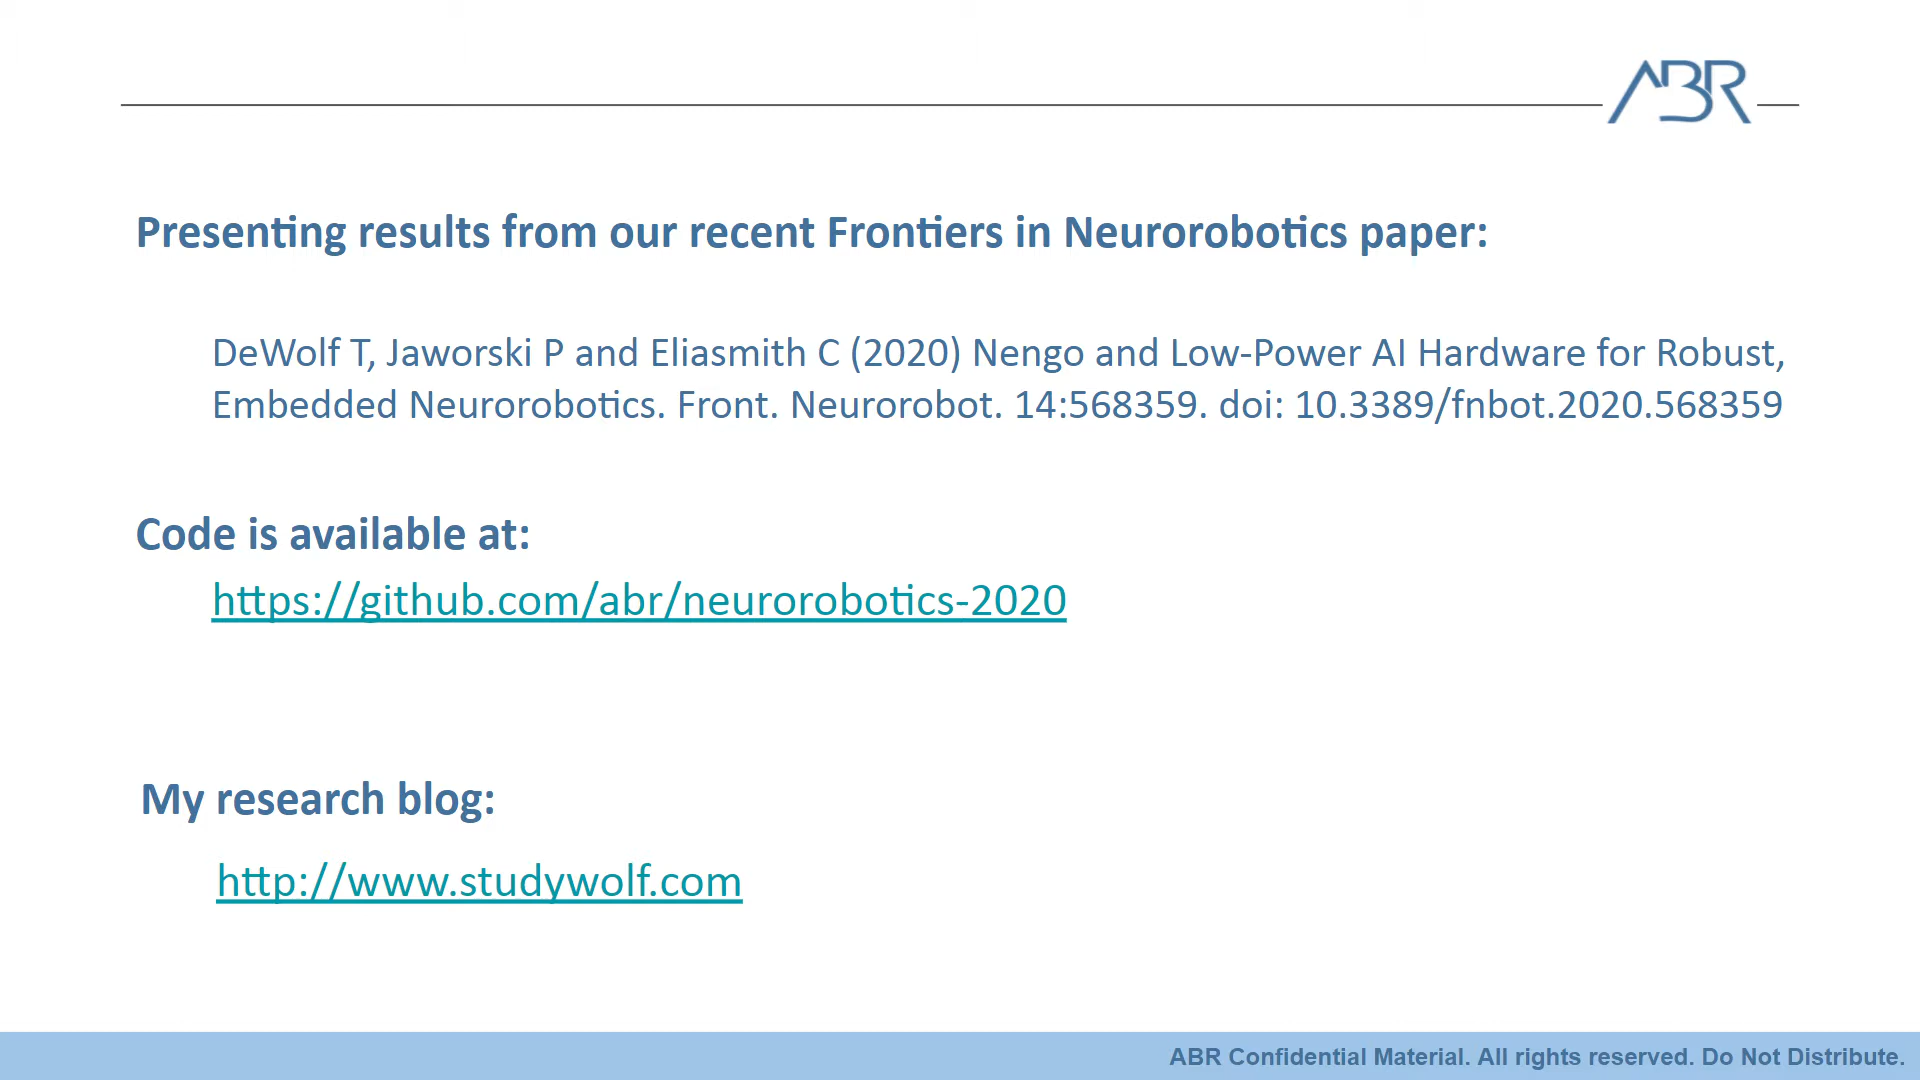 ABR
Presenting results from our recent Frontiers in Neurorobotics paper:
DeWolf T, Jaworski P and Eliasmith C (2020) Nengo and Low-Power AI Hardware for Robust,
Embedded Neurorobotics. Front. Neurorobot. 14:568359. doi: 10.3389/fnbot.2020.568359
Code is available at:
https://github.com/abr/neurorobotics-2020
My research blog:
http://www.studywolf.com
ABR Confidential Material. All rights reserved. Do Not Distribute.